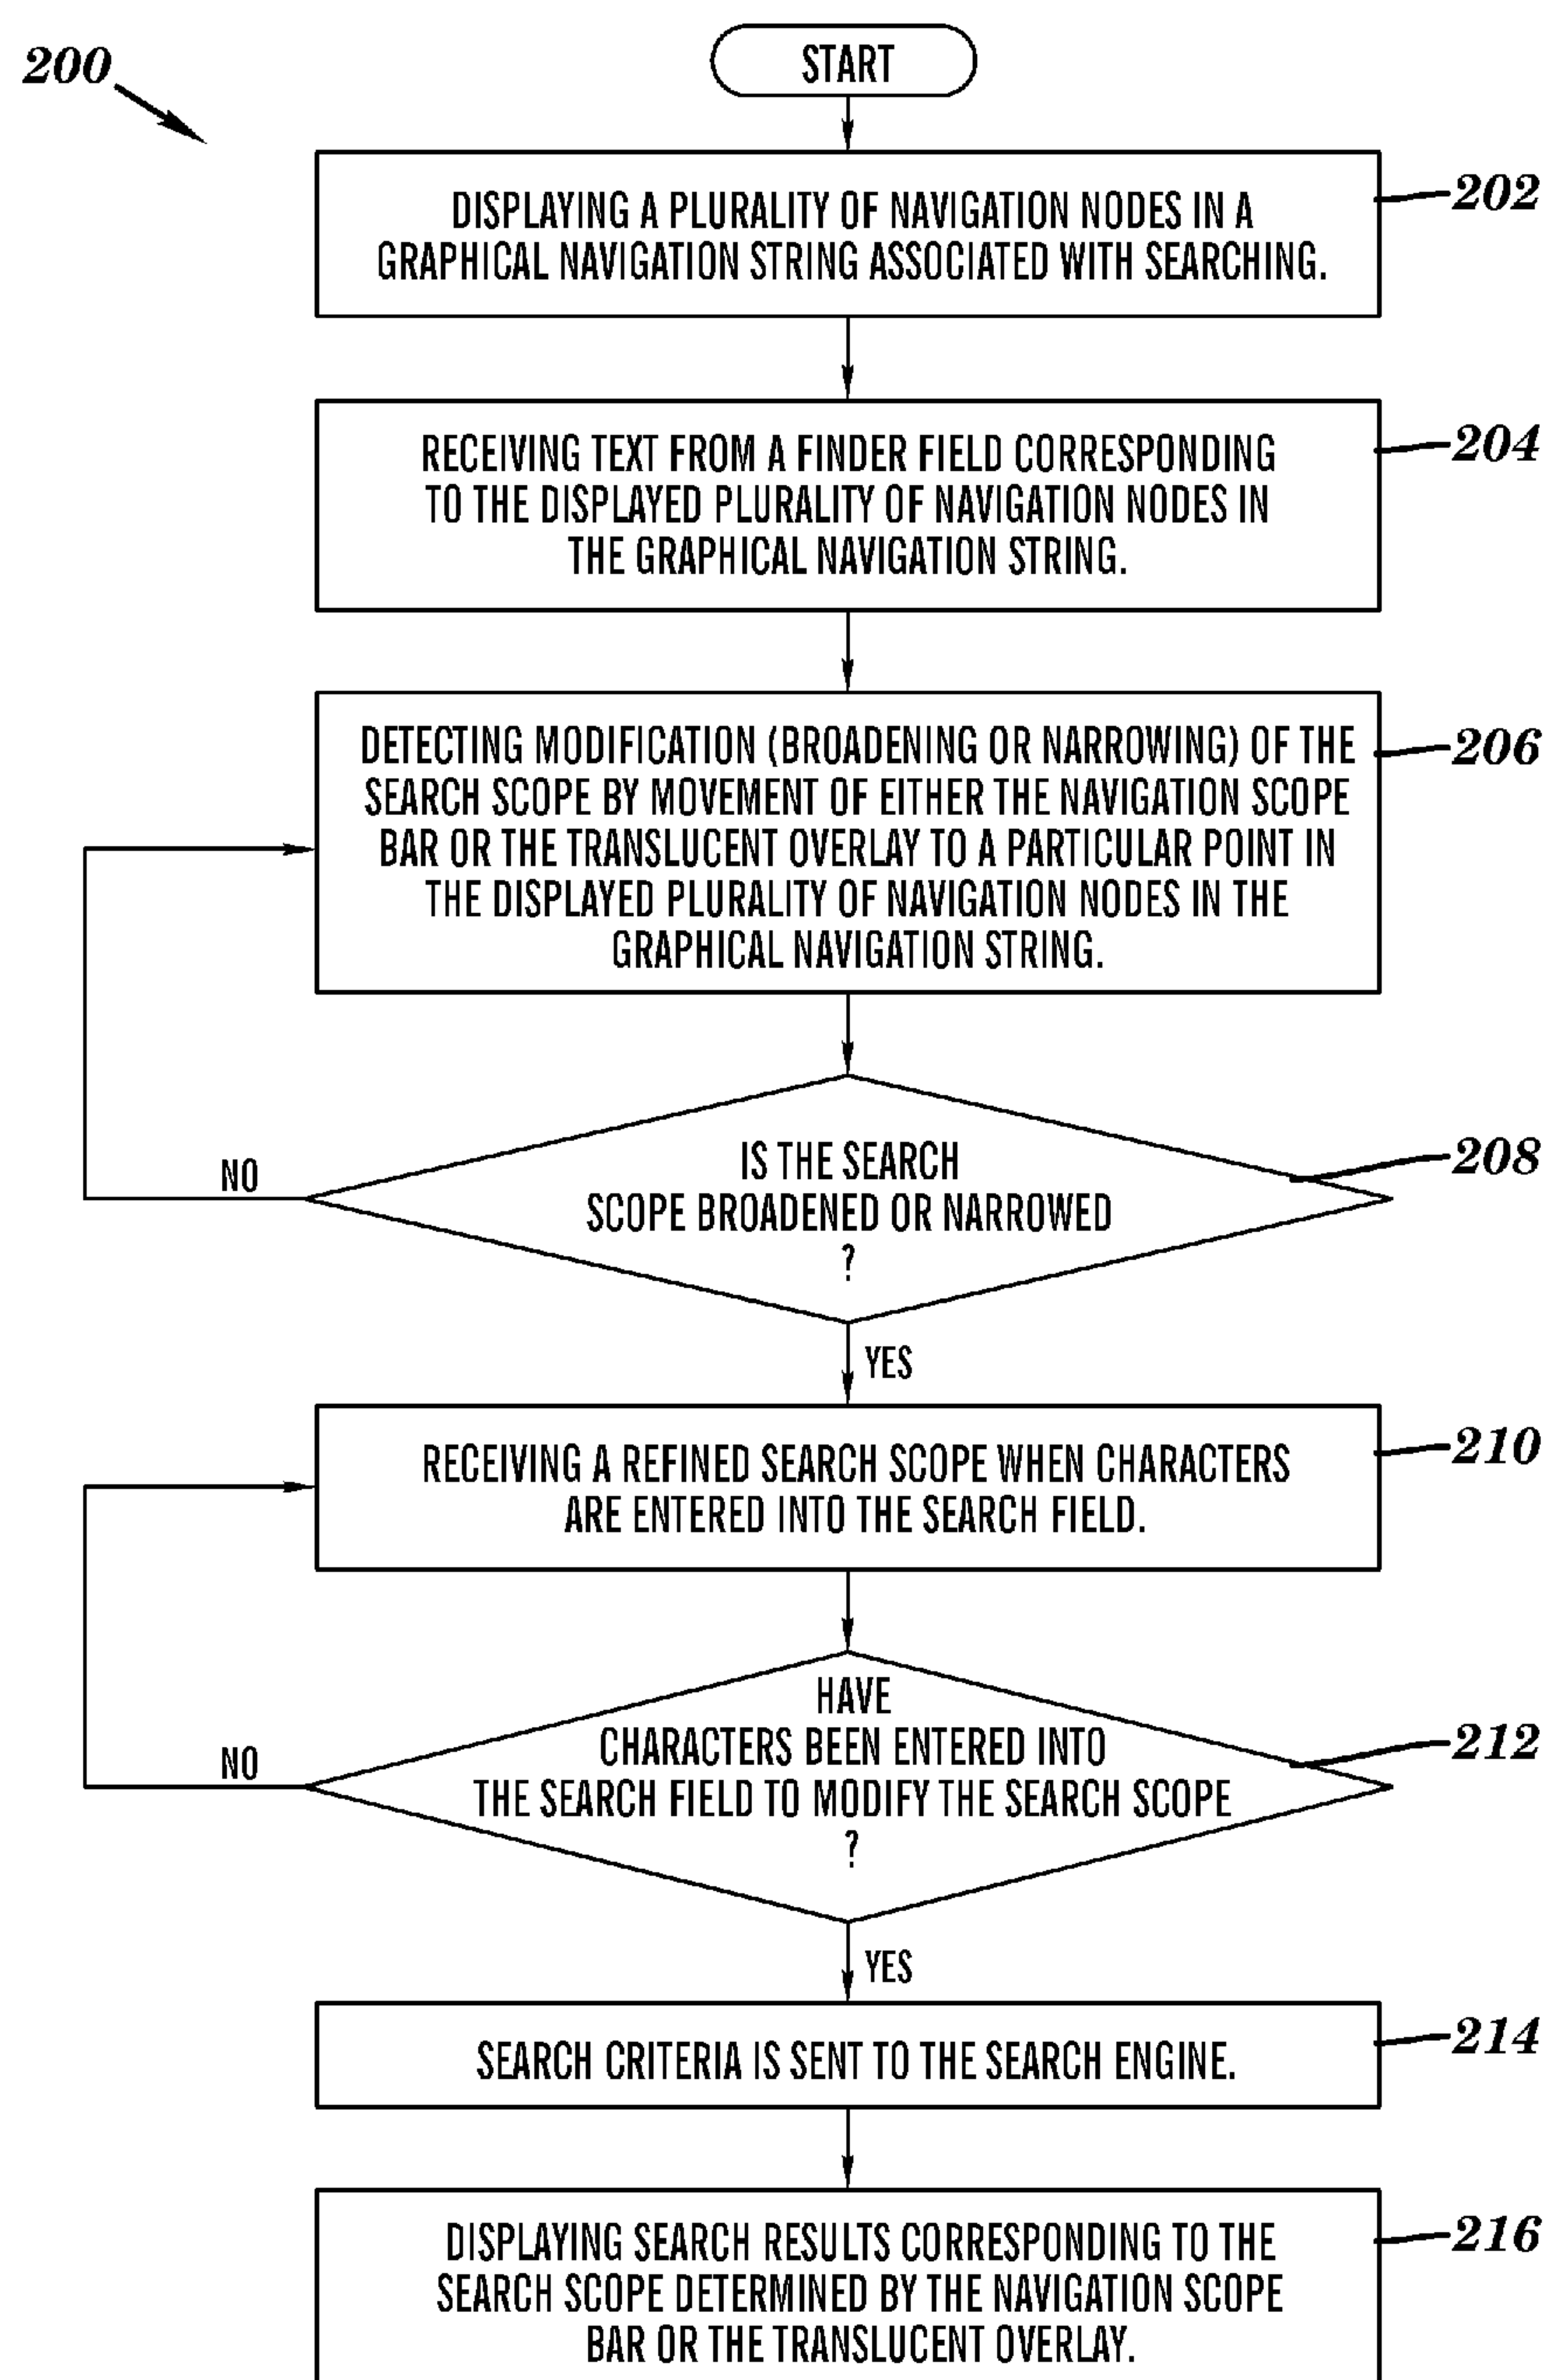 200
START
DISPLAYING A PLURALITY OF NAVIGATION NODES IN A
GRAPHICAL NAVIGATION STRING ASSOCIATED WITH SEARCHING.
202
RECEIVING TEXT FROM A FINDER FIELD CORRESPONDING
TO THE DISPLAYED PLURALITY OF NAVIGATION NODES IN
THE GRAPHICAL NAVIGATION STRING.
204
DETECTING MODIFICATION (BROADENING OR NARROWING) OF THE
SEARCH SCOPE BY MOVEMENT OF EITHER THE NAVIGATION SCOPE
BAR OR THE TRANSLUCENT OVERLAY TO A PARTICULAR POINT IN
THE DISPLAYED PLURALITY OF NAVIGATION NODES IN THE
GRAPHICAL NAVIGATION STRING.
206
IS THE SEARCH
SCOPE BROADENED OR NARROWED
?
208
NO
YES
RECEIVING A REFINED SEARCH SCOPE WHEN CHARACTERS
ARE ENTERED INTO THE SEARCH FIELD.
210
HAVE
CHARACTERS BEEN ENTERED INTO
THE SEARCH FIELD TO MODIFY THE SEARCH SCOPE
?
212
NO
YES
SEARCH CRITERIA IS SENT TO THE SEARCH ENGINE.
214
DISPLAYING SEARCH RESULTS CORRESPONDING TO THE
SEARCH SCOPE DETERMINED BY THE NAVIGATION SCOPE
BAR OR THE TRANSLUCENT OVERLAY.
216